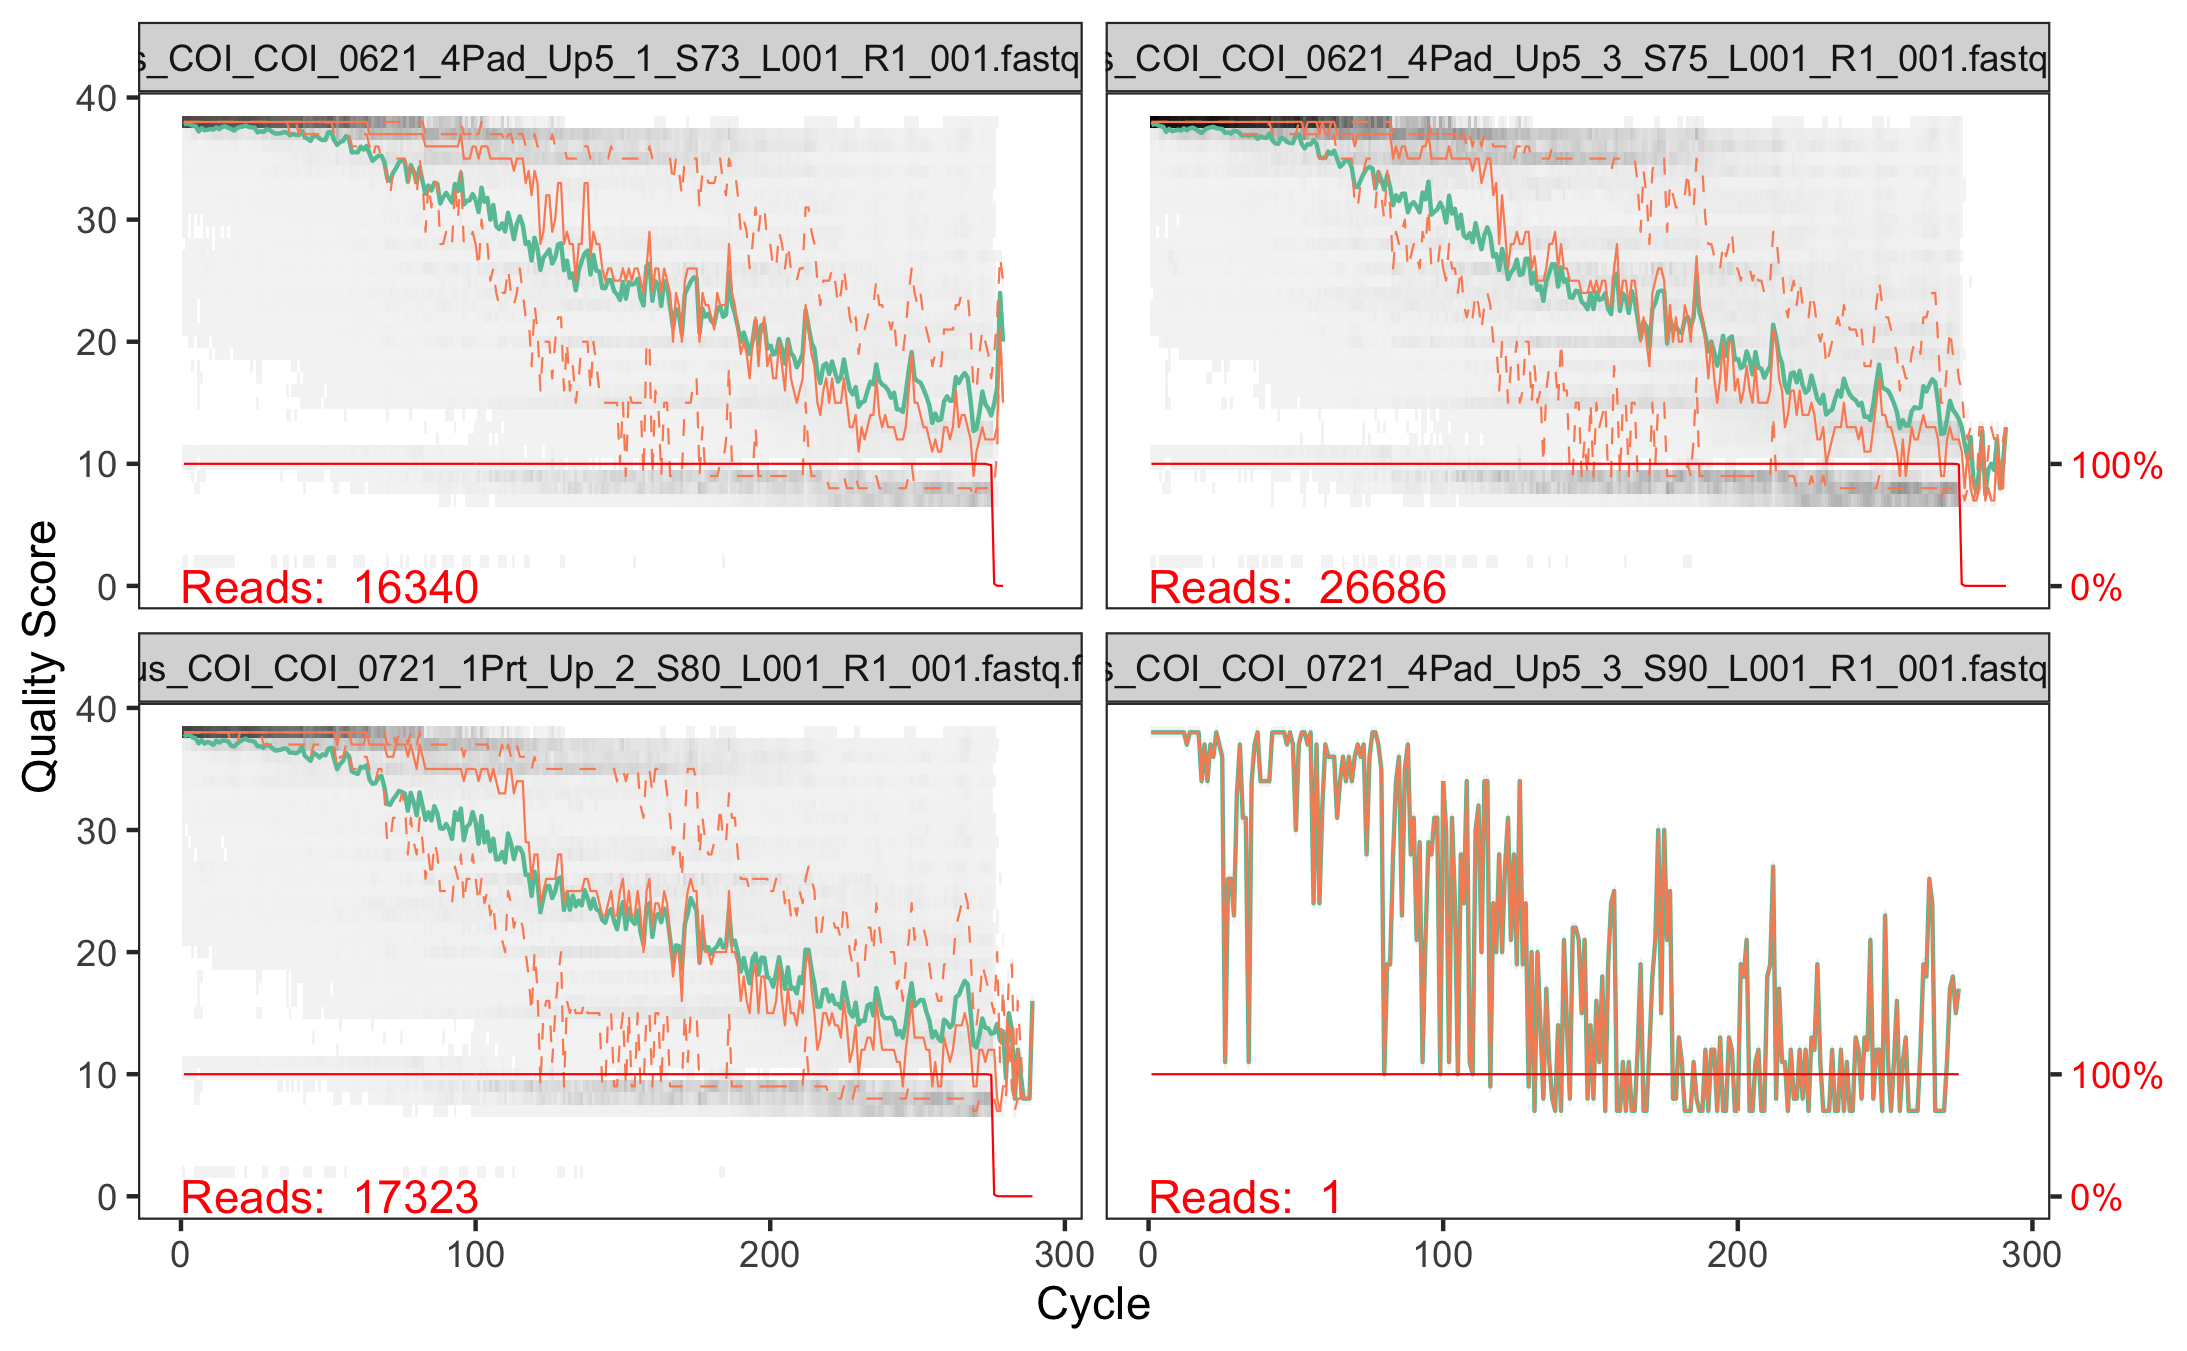 s_COI_COI_0621_4Pad_Up5_1_S73_L001_R1_001.fastq
s_COI_COI_0621_4Pad_Up5_3_S75_L001_R1_001.fastq
40
30
20
10
0
Reads: 16340
Reads: 26686
100%
0%
us_COI_COI_0721_1Prt_Up_2_S80_L001_R1_001.fastq.f
s_COI_COI_0721_4Pad_Up5_3_S90_L001_R1_001.fastq
40
30
20
10
0
Reads: 17323
Reads: 1
100%
0%
0 100 200 300
0 100 200 300
Quality Score
Cycle